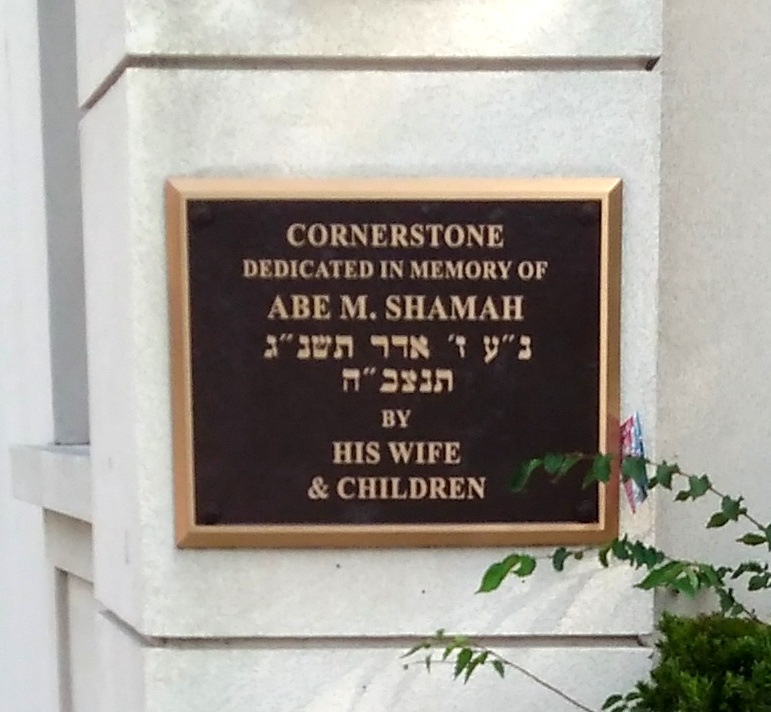 CORNERSTONE
DEDICATED IN MEMORY OF
ABE M. SHAMAH
נ״ע ז׳ אדר תשנ״ג
תנצב״ה
BY
HIS WIFE
& CHILDREN